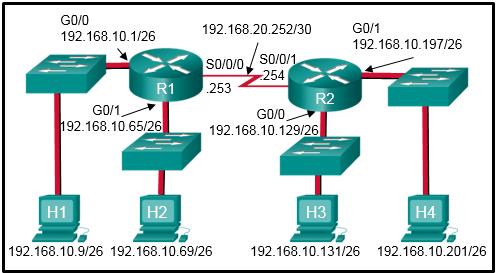 G0/0
192.168.10.1/26
192.168.20.252/30
G0/1
192.168.10.197/26
S0/0/0
S0/0/1
.254
.253
R1
R2
G0/1
192.168.10.65/26
G0/0
192.168.10.129/26
H1
H2
H3
H4
192.168.10.9/26
192.168.10.69/26
192.168.10.131/26
192.168.10.201/26